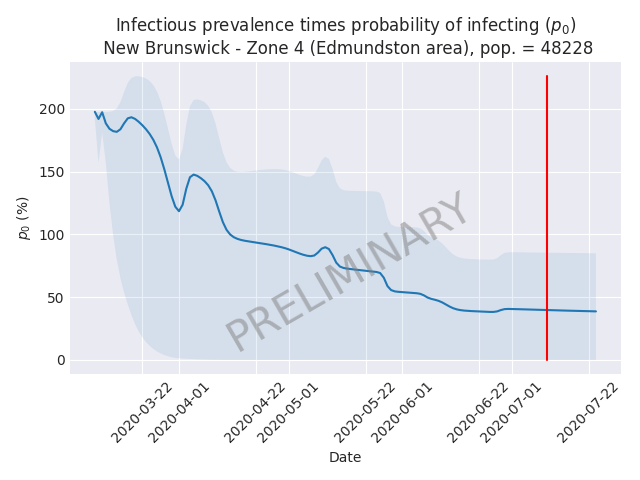 Infectious prevalence times probability of infecting (p₀)
New Brunswick - Zone 4 (Edmundston area), pop. = 48228
200
150
100
50
0
p₀ (%)
PRELIMINARY
2020-03-22
2020-04-01
2020-04-22
2020-05-01
2020-05-22
2020-06-01
2020-06-22
2020-07-01
2020-07-22
Date